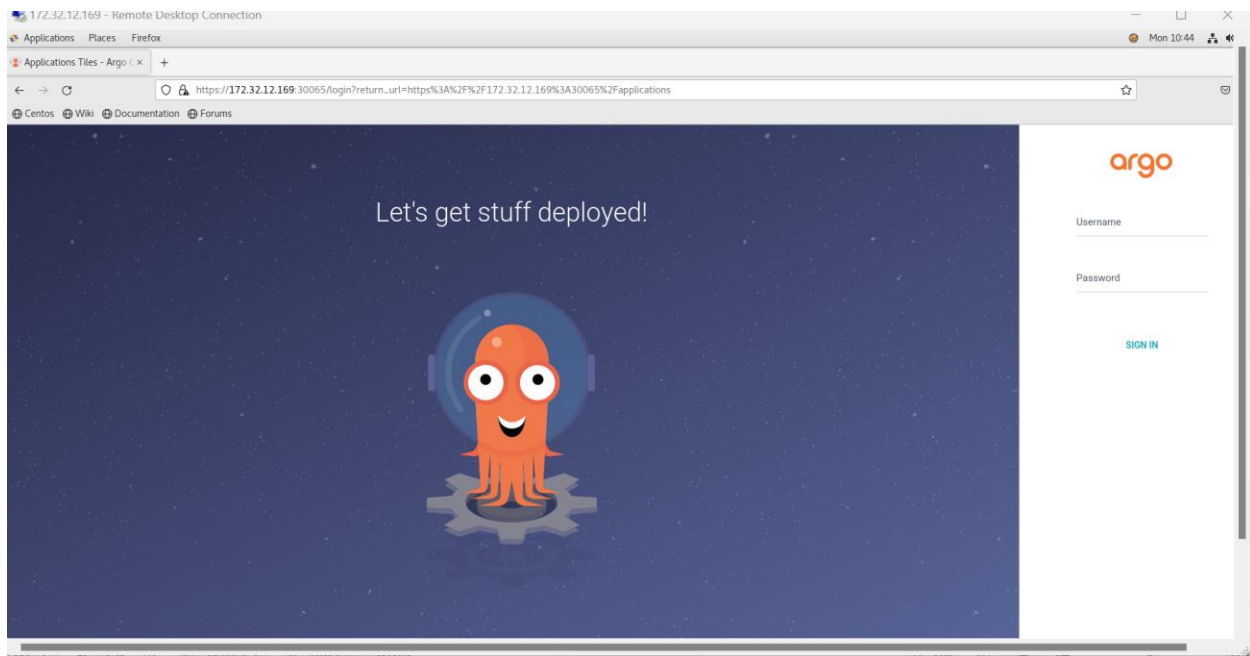 172.32.12.169 - Remote Desktop Connection
Applications Places Firefox Mon 10:44
Applications Tiles - Argo
https://172.32.12.169:30065/login?return_url=https%3A%2F%2F172.32.12.169%3A30065%2Fapplications
Centos Wiki Documentation Forums
argo
Let's get stuff deployed!
Username
Password
SIGN IN